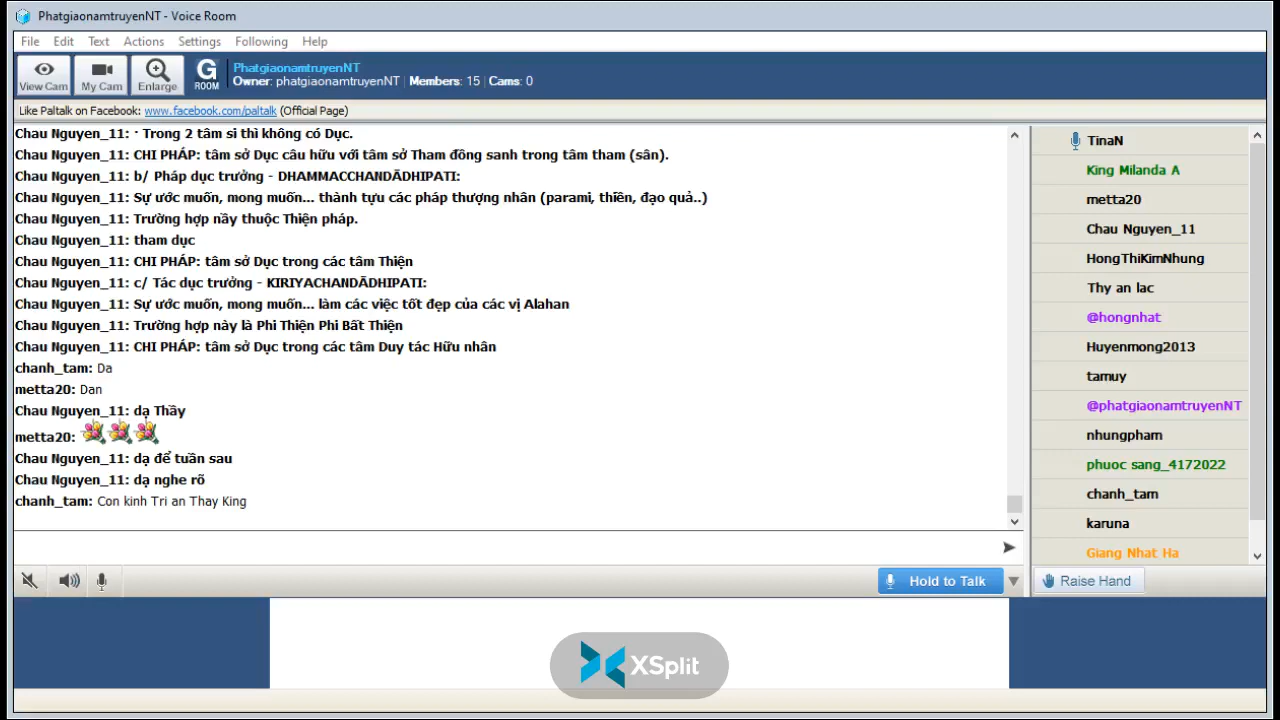 PhatgiaonamtruyenNT - Voice Room
File Edit Text Actions Settings Following Help
View Cam My Cam Enlarge G ROOM
PhatgiaonamtruyenNT
Owner: phatgiaonamtruyenNT | Members: 15 | Cams: 0
Like Paltalk on Facebook: www.facebook.com/paltalk (Official Page)
Chau Nguyen_11: · Trong 2 tâm si thì không có Dục.
Chau Nguyen_11: CHI PHÁP: tâm sở Dục câu hữu với tâm sở Tham đồng sanh trong tâm tham (sân).
Chau Nguyen_11: b/ Pháp dục trưởng - DHAMMACCHANDĀDHIPATI:
Chau Nguyen_11: Sự ước muốn, mong muốn... thành tựu các pháp thượng nhân (parami, thiền, đạo quả..)
Chau Nguyen_11: Trường hợp nầy thuộc Thiện pháp.
Chau Nguyen_11: tham dục
Chau Nguyen_11: CHI PHÁP: tâm sở Dục trong các tâm Thiện
Chau Nguyen_11: c/ Tác dục trưởng - KIRIYACHANDĀDHIPATI:
Chau Nguyen_11: Sự ước muốn, mong muốn... làm các việc tốt đẹp của các vị Alahan
Chau Nguyen_11: Trường hợp này là Phi Thiện Phi Bất Thiện
Chau Nguyen_11: CHI PHÁP: tâm sở Dục trong các tâm Duy tác Hữu nhân
chanh_tam: Da
metta20: Dan
Chau Nguyen_11: dạ Thầy
metta20:
Chau Nguyen_11: dạ để tuần sau
Chau Nguyen_11: dạ nghe rõ
chanh_tam: Con kinh Tri an Thay King
TinaN
King Milanda A
metta20
Chau Nguyen_11
HongThiKimNhung
Thy an lac
@hongnhat
Huyenmong2013
tamuy
@phatgiaonamtruyenNT
nhungpham
phuoc sang_4172022
chanh_tam
karuna
Giang Nhat Ha
Hold to Talk
Raise Hand
XSplit